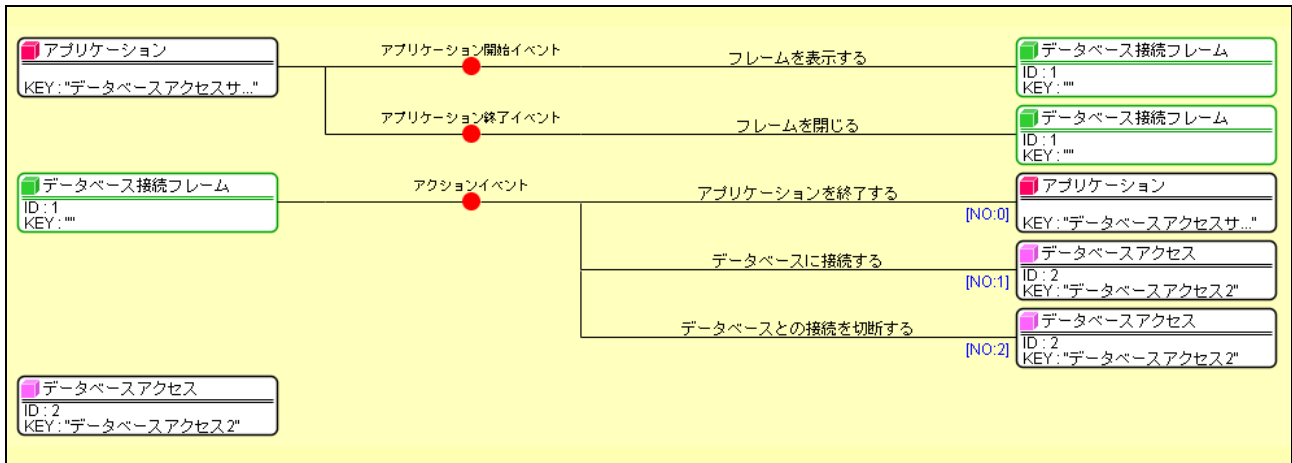 アプリケーション
KEY:"データベースアクセスサ..."
アプリケーション開始イベント
フレームを表示する
データベース接続フレーム
ID:1
KEY:""
アプリケーション終了イベント
フレームを閉じる
データベース接続フレーム
ID:1
KEY:""
データベース接続フレーム
ID:1
KEY:""
アクションイベント
アプリケーションを終了する
[NO:0]
アプリケーション
KEY:"データベースアクセスサ..."
データベースに接続する
[NO:1]
データベースアクセス
ID:2
KEY:"データベースアクセス2"
データベースとの接続を切断する
[NO:2]
データベースアクセス
ID:2
KEY:"データベースアクセス2"
データベースアクセス
ID:2
KEY:"データベースアクセス2"